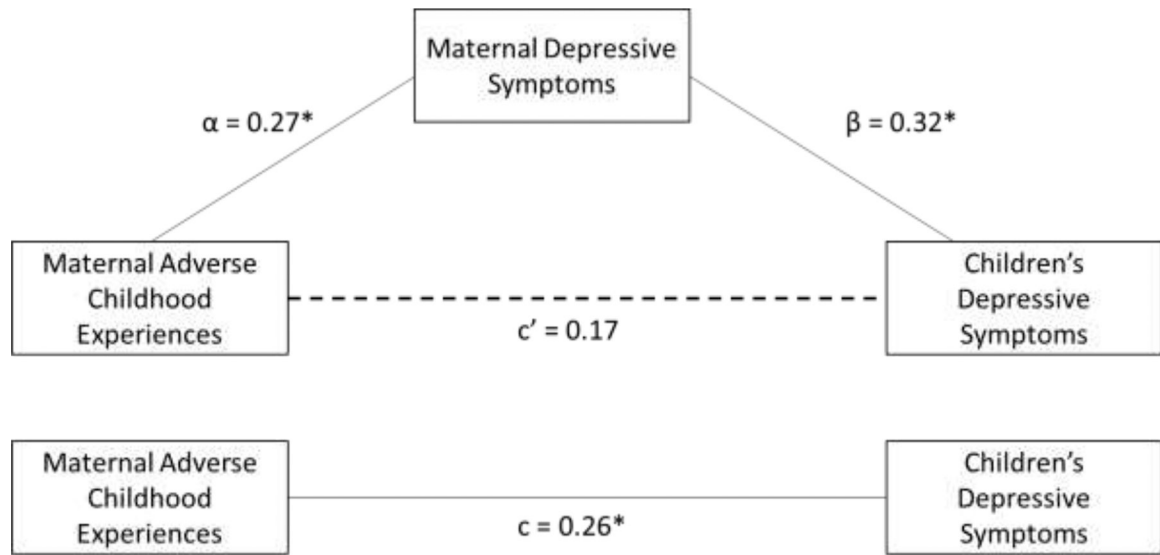 Maternal Depressive
Symptoms
α = 0.27*
β = 0.32*
Maternal Adverse
Childhood
Experiences
Children’s
Depressive
Symptoms
c’ = 0.17
Maternal Adverse
Childhood
Experiences
Children’s
Depressive
Symptoms
c = 0.26*